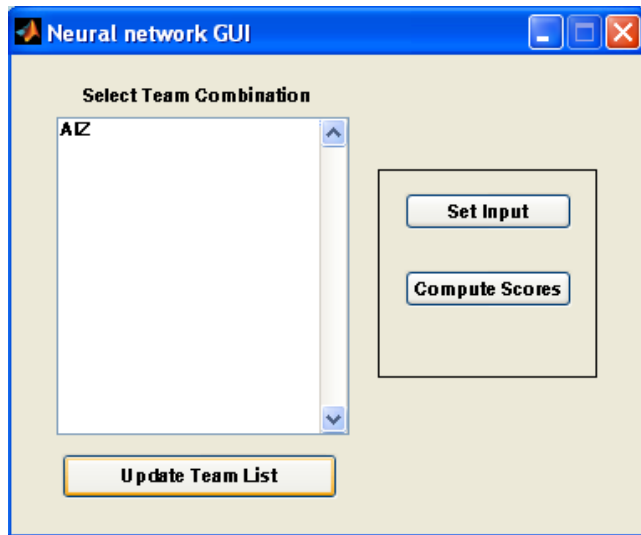 Neural network GUI
Select Team Combination
AIZ
Set Input
Compute Scores
Update Team List